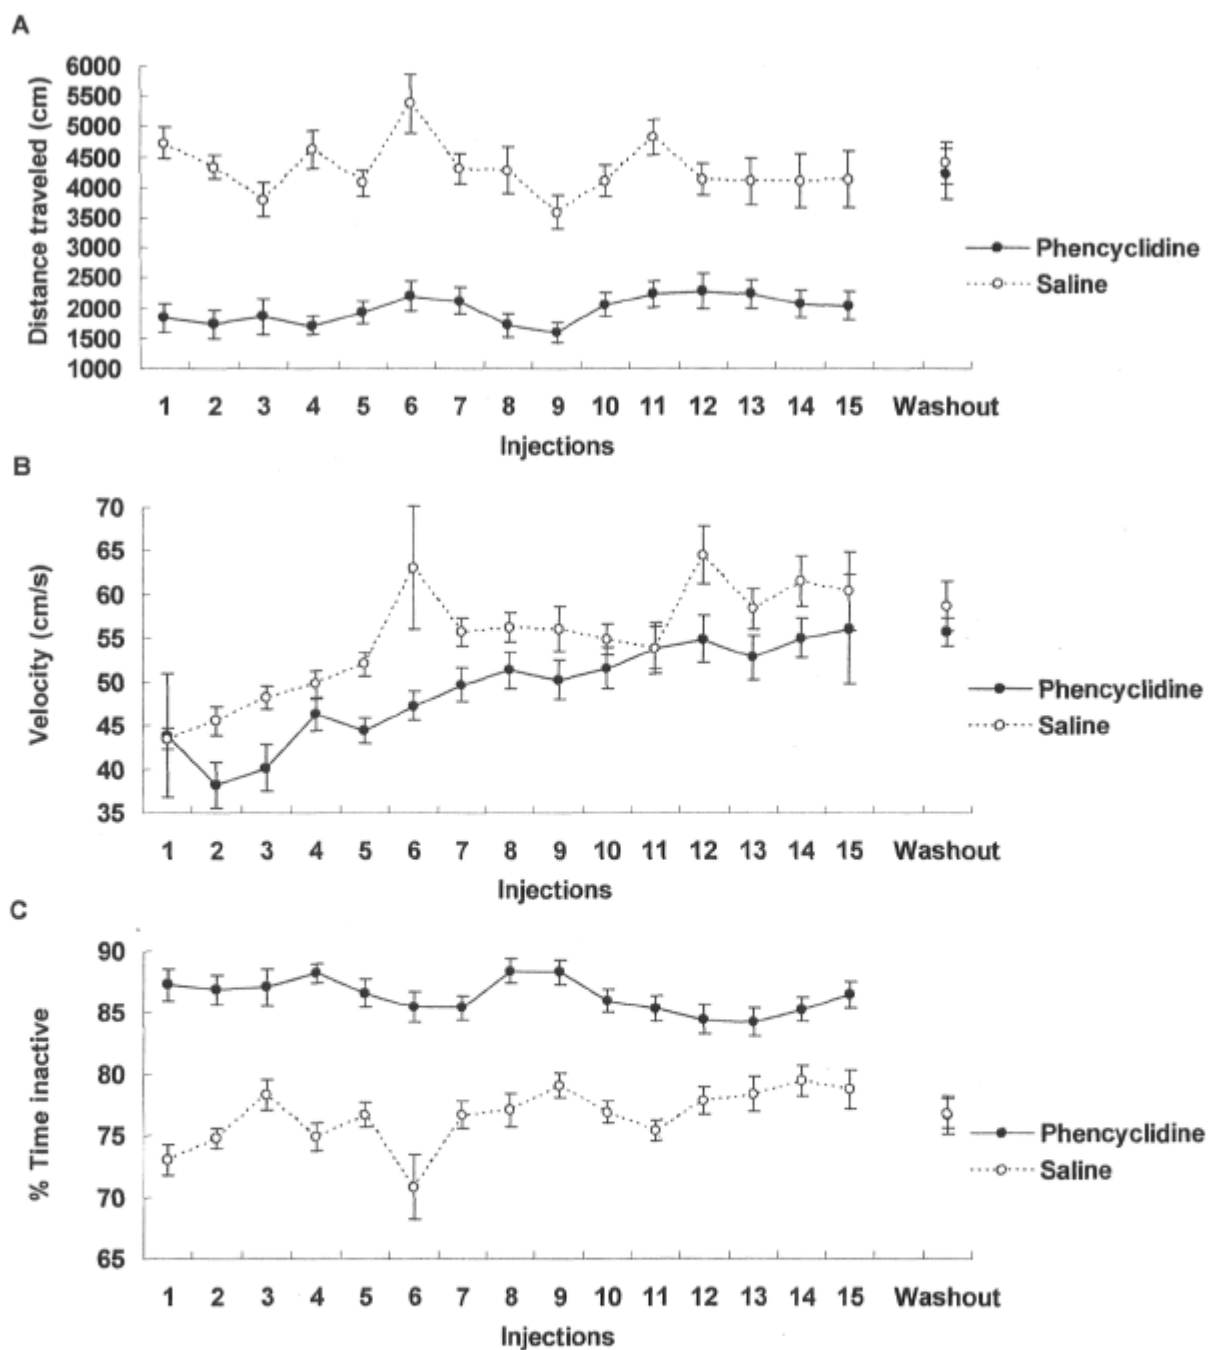 A
6000
5500
5000
4500
4000
3500
3000
2500
2000
1500
1000
Distance traveled (cm)
Phencyclidine
Saline
1 2 3 4 5 6 7 8 9 10 11 12 13 14 15 Washout
Injections
B
70
65
60
55
50
45
40
35
Velocity (cm/s)
Phencyclidine
Saline
1 2 3 4 5 6 7 8 9 10 11 12 13 14 15 Washout
Injections
C
90
85
80
75
70
65
% Time inactive
Phencyclidine
Saline
1 2 3 4 5 6 7 8 9 10 11 12 13 14 15 Washout
Injections